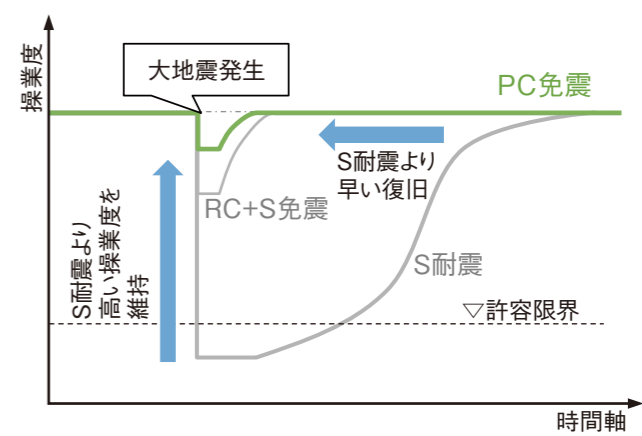 操業度
大地震発生
PC免震
S耐震より
早い復旧
RC+S免震
S耐震より
高い操業度を
維持
S耐震
▽許容限界
時間軸